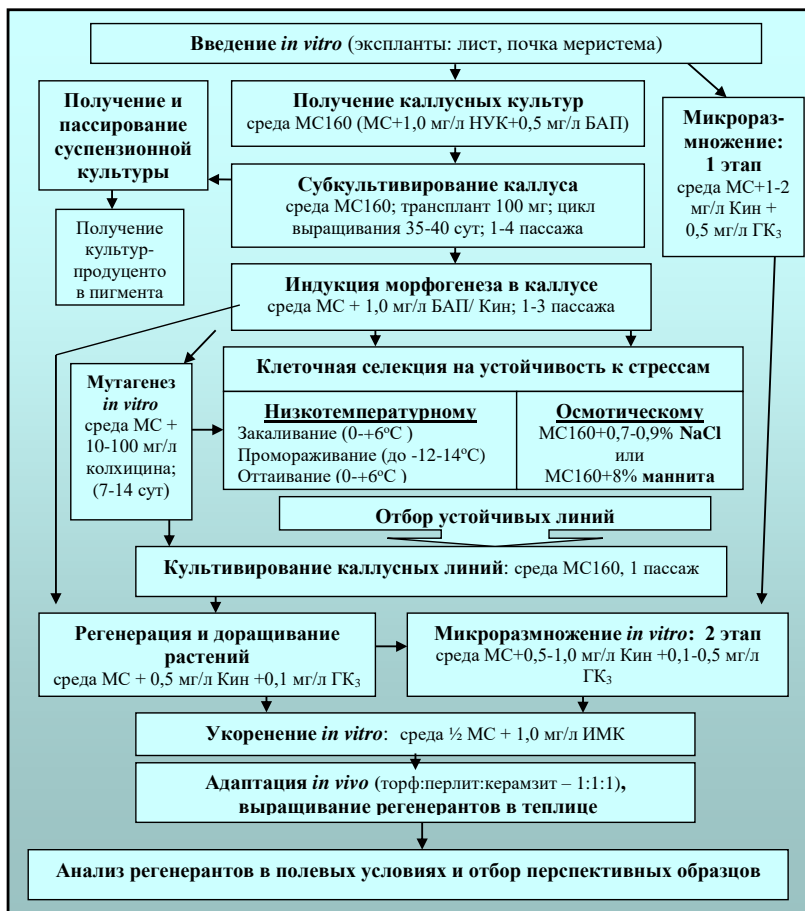 Введение in vitro (экспланты: лист, почка меристема)
Получение и
пассирование
суспензионной
культуры
Получение каллусных культур
среда МС160 (МС+1,0 мг/л НУК+0,5 мг/л БАП)
Микрораз-
множение:
1 этап
среда МС+1-2
мг/л Кин +
0,5 мг/л ГК₃
Субкультивирование каллуса
среда МС160; трансплант 100 мг; цикл
выращивания 35-40 сут; 1-4 пассажа
Получение
культур-
продуценто
в пигмента
Индукция морфогенеза в каллусе
среда МС + 1,0 мг/л БАП/ Кин; 1-3 пассажа
Мутагенез
in vitro
среда МС +
10-100 мг/л
колхицина;
(7-14 сут)
Клеточная селекция на устойчивость к стрессам
Низкотемпературному
Закаливание (0-+6°С )
Промораживание (до -12-14°С)
Оттаивание (0-+6°С )
Осмотическому
МС160+0,7-0,9% NaCl
или
МС160+8% маннита
Отбор устойчивых линий
Культивирование каллусных линий: среда МС160, 1 пассаж
Регенерация и доращивание
растений
среда МС + 0,5 мг/л Кин +0,1 мг/л ГК₃
Микроразмножение in vitro: 2 этап
среда МС+0,5-1,0 мг/л Кин +0,1-0,5 мг/л
ГК₃
Укоренение in vitro: среда ½ МС + 1,0 мг/л ИМК
Адаптация in vivo (торф:перлит:керамзит – 1:1:1),
выращивание регенерантов в теплице
Анализ регенерантов в полевых условиях и отбор перспективных образцов